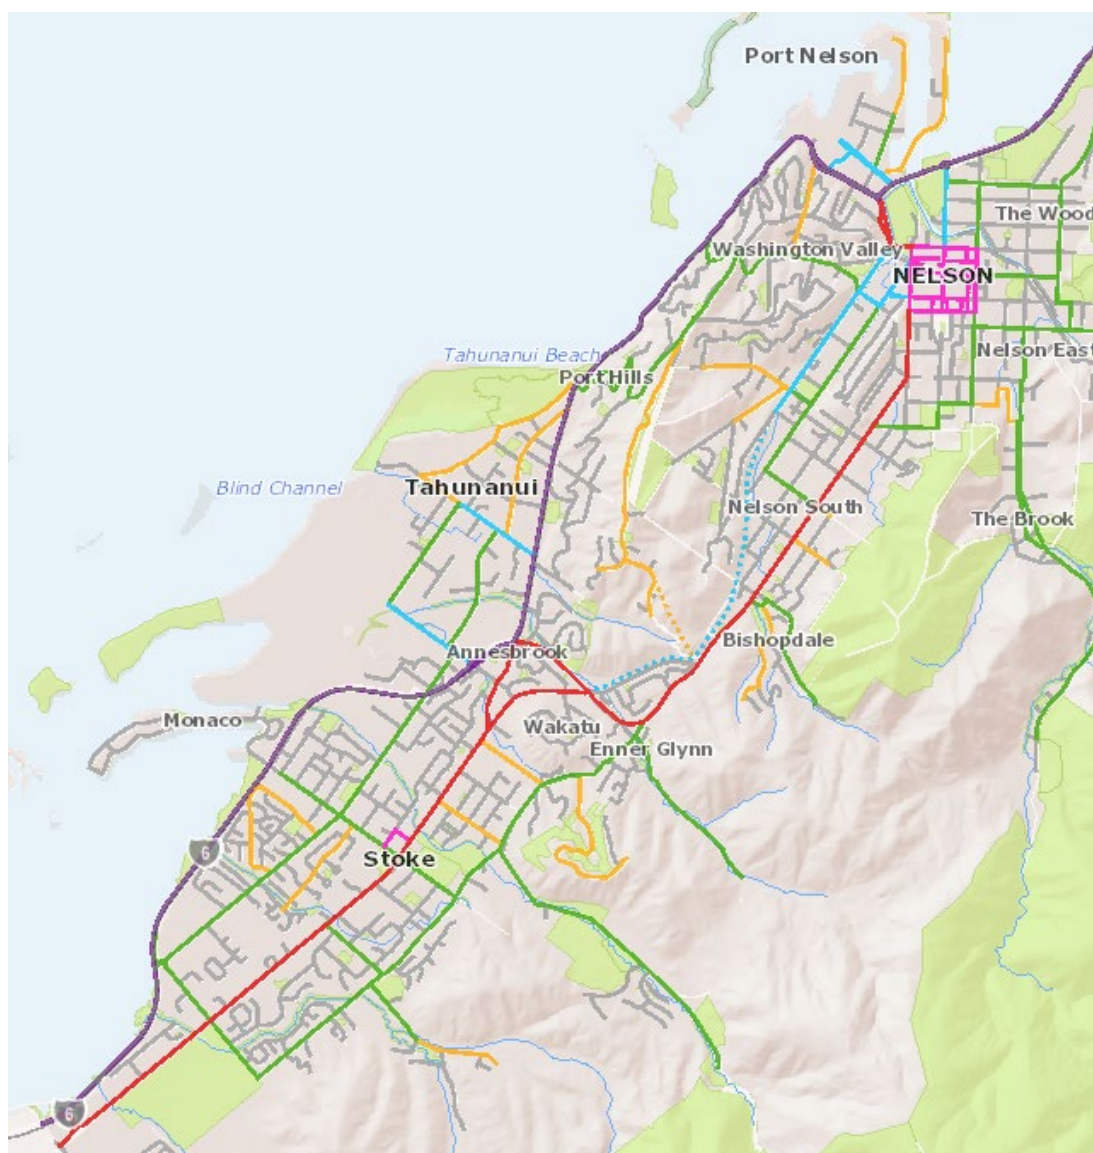 Port Nelson
The Wood
Washington Valley
NELSON
Nelson East
Tahunanui Beach
Port Hills
Blind Channel
Tahunanui
Nelson South
The Brook
Annesbrook
Bishopdale
Monaco
Wakatu
Enner Glynn
6
Stoke
6